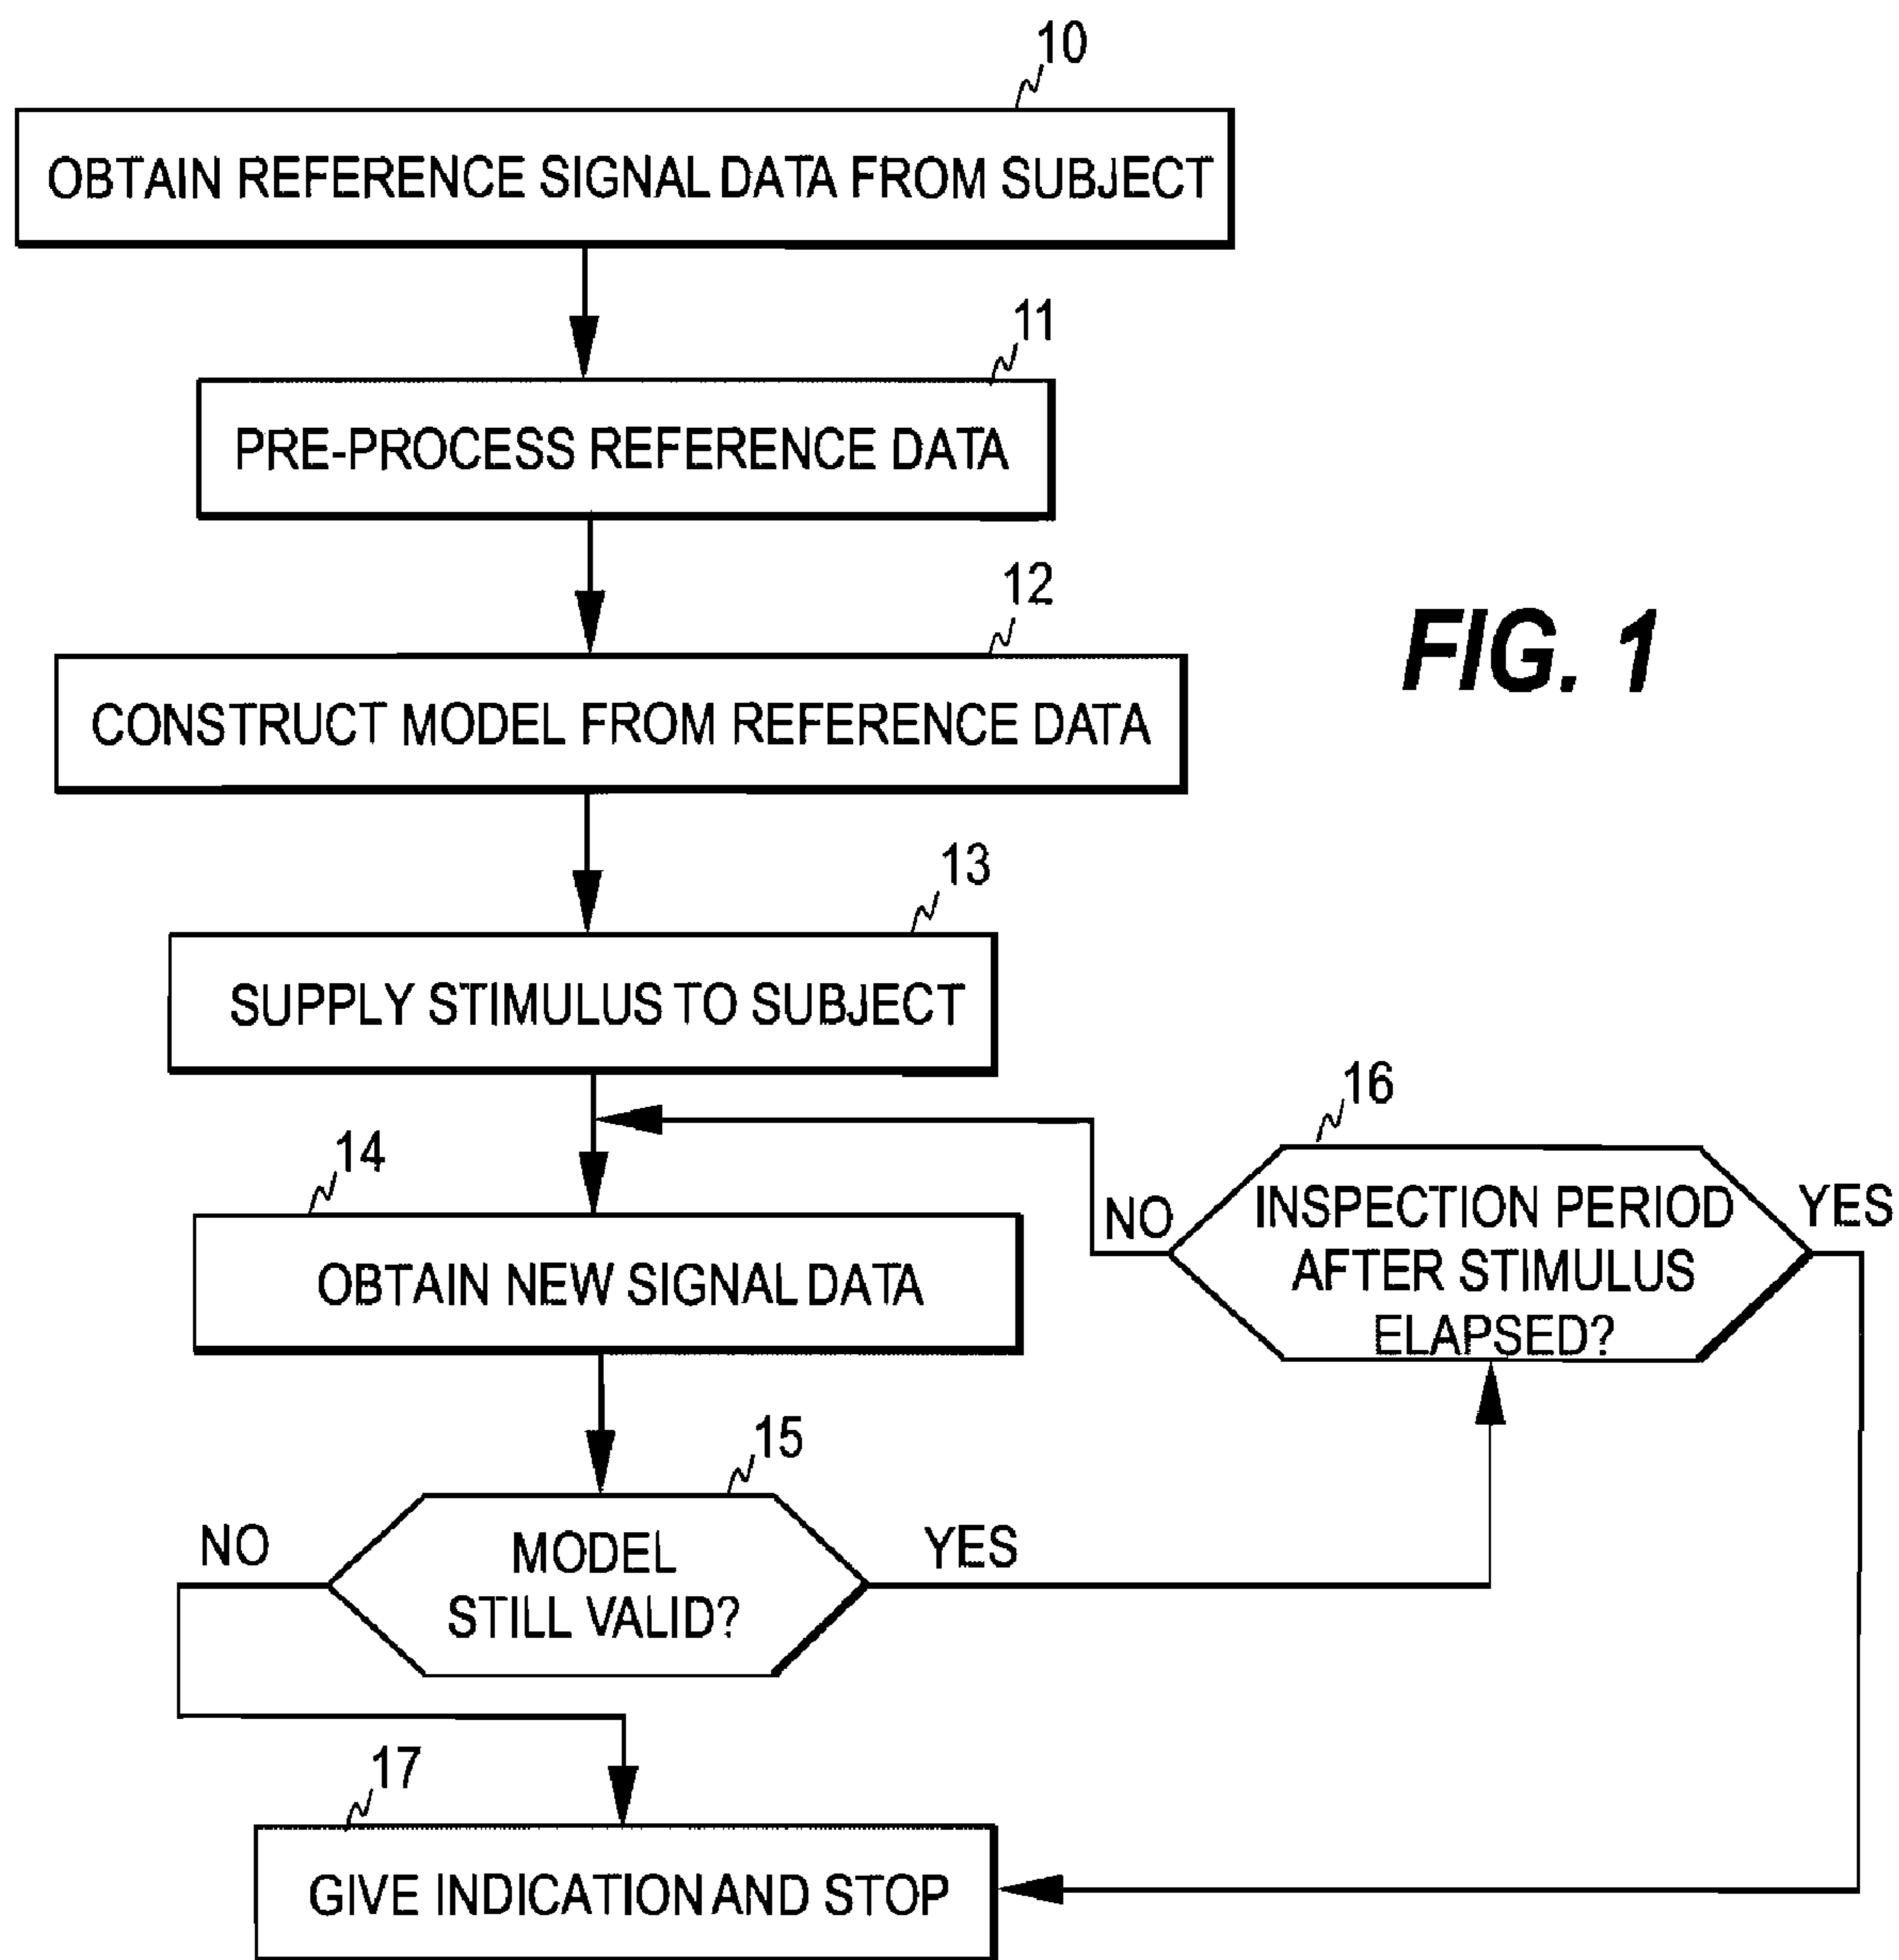 10
OBTAIN REFERENCE SIGNAL DATA FROM SUBJECT
11
PRE-PROCESS REFERENCE DATA
12
CONSTRUCT MODEL FROM REFERENCE DATA
FIG. 1
13
SUPPLY STIMULUS TO SUBJECT
16
INSPECTION PERIOD
AFTER STIMULUS
ELAPSED?
NO
YES
14
OBTAIN NEW SIGNAL DATA
15
NO
MODEL
STILL VALID?
YES
17
GIVE INDICATION AND STOP